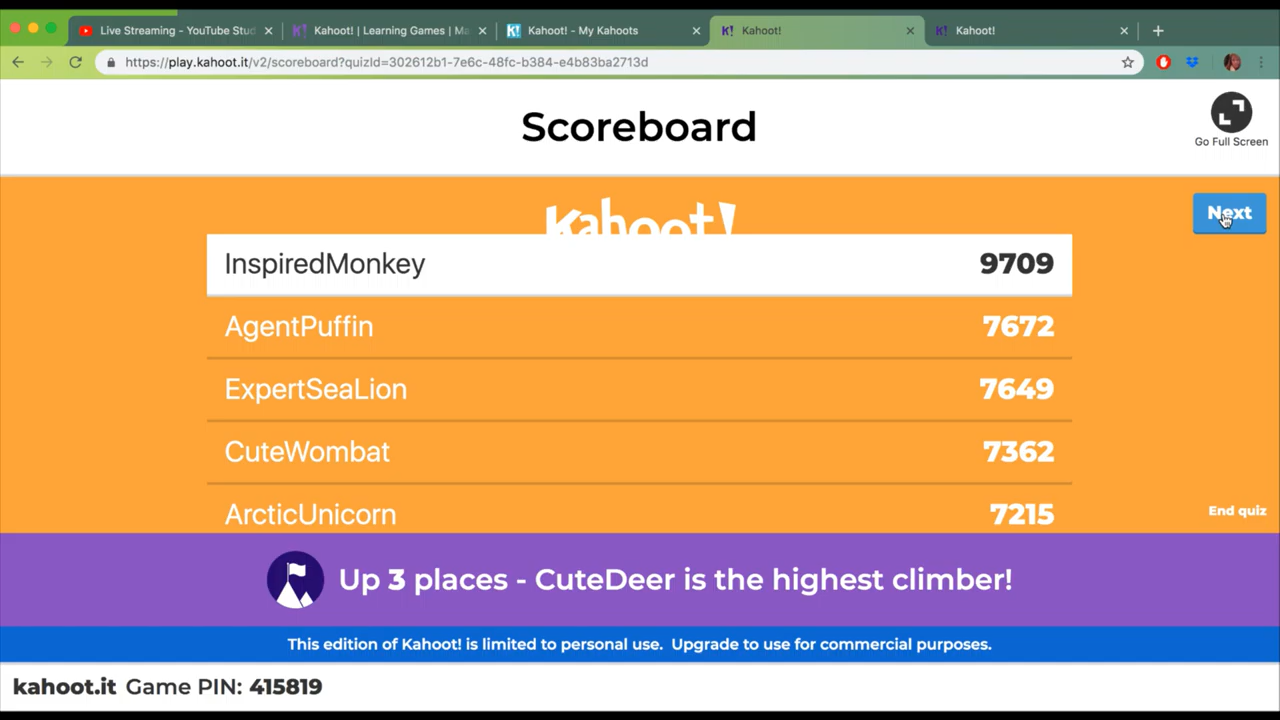 Live Streaming - YouTube Stud
Kahoot! | Learning Games | Ma
Kahoot! - My Kahoots
Kahoot!
Kahoot!
https://play.kahoot.it/v2/scoreboard?quizId=302612b1-7e6c-48fc-b384-e4b83ba2713d
Scoreboard
Go Full Screen
Kahoot!
Next
InspiredMonkey 9709
AgentPuffin 7672
ExpertSeaLion 7649
CuteWombat 7362
ArcticUnicorn 7215
End quiz
Up 3 places - CuteDeer is the highest climber!
This edition of Kahoot! is limited to personal use. Upgrade to use for commercial purposes.
kahoot.it Game PIN: 415819